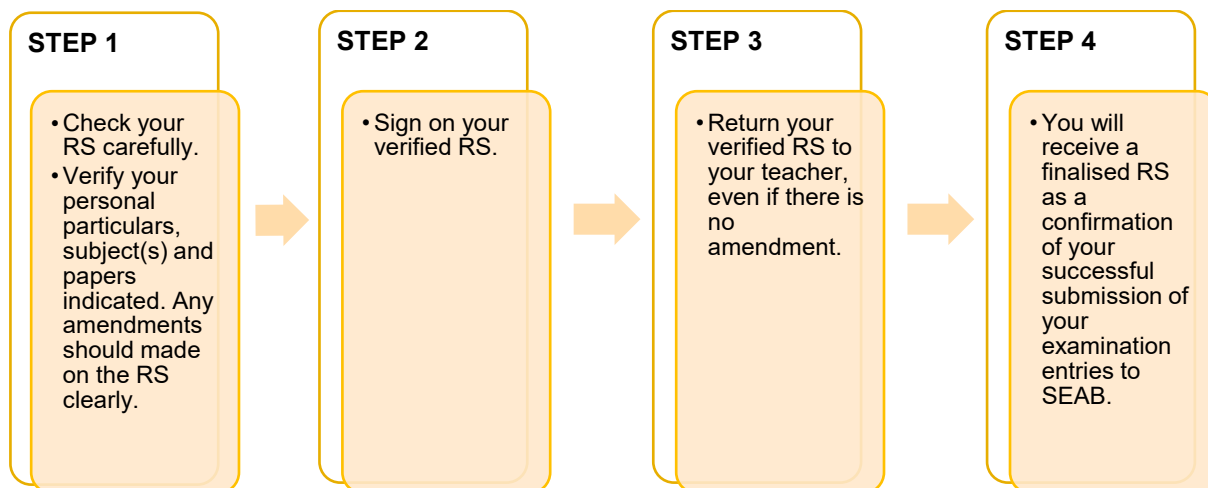 STEP 1
• Check your
RS carefully.
• Verify your
personal
particulars,
subject(s) and
papers
indicated. Any
amendments
should made
on the RS
clearly.
STEP 2
• Sign on your
verified RS.
STEP 3
• Return your
verified RS to
your teacher,
even if there is
no
amendment.
STEP 4
• You will
receive a
finalised RS
as a
confirmation
of your
successful
submission of
your
examination
entries to
SEAB.